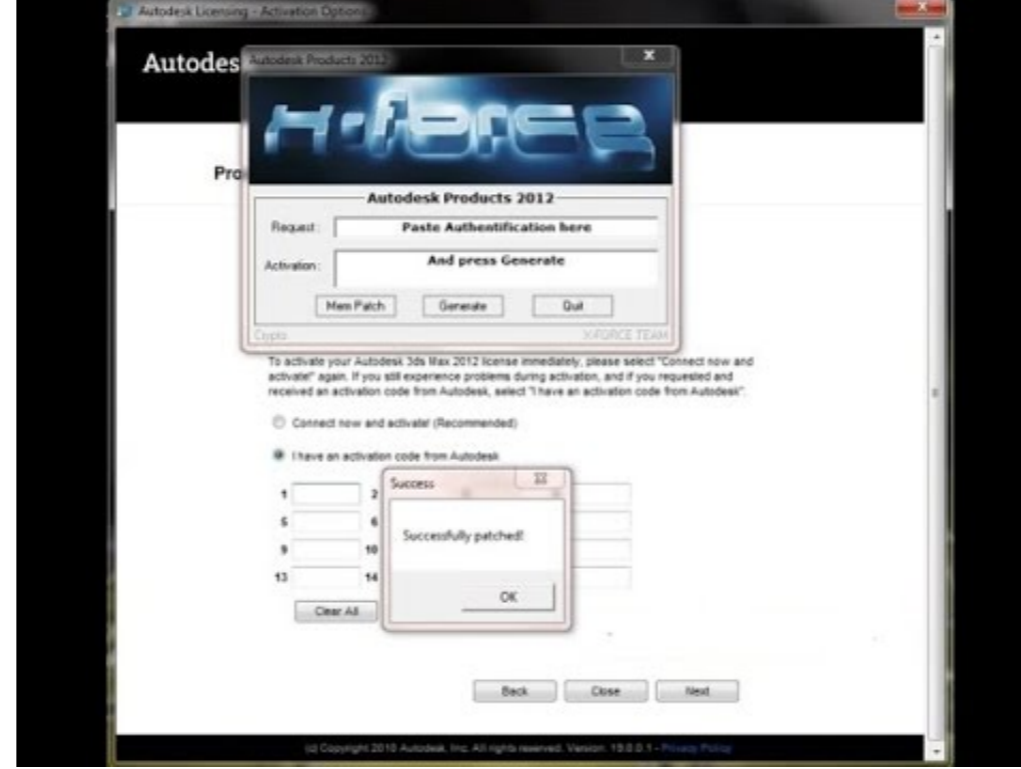 Autodesk Licensing - Activation Options
Autodes
Autodesk Products 2012
x
x-force
Pro
Autodesk Products 2012
Request :
Paste Authentification here
Activation :
And press Generate
Mem Patch
Generate
Quit
Crypto
X-FORCE TEAM
To activate your Autodesk 3ds Max 2012 license immediately, please select "Connect now and
activate!" again. If you still experience problems during activation, and if you requested and
received an activation code from Autodesk, select "I have an activation code from Autodesk".
Connect now and activate! (Recommended)
I have an activation code from Autodesk
Success
1 2
5 6
Successfully patched!
9 10
13 14
OK
Clear All
Back Close Next
(c) Copyright 2010 Autodesk, Inc. All rights reserved. Version: 19.0.0.1 - Privacy Policy